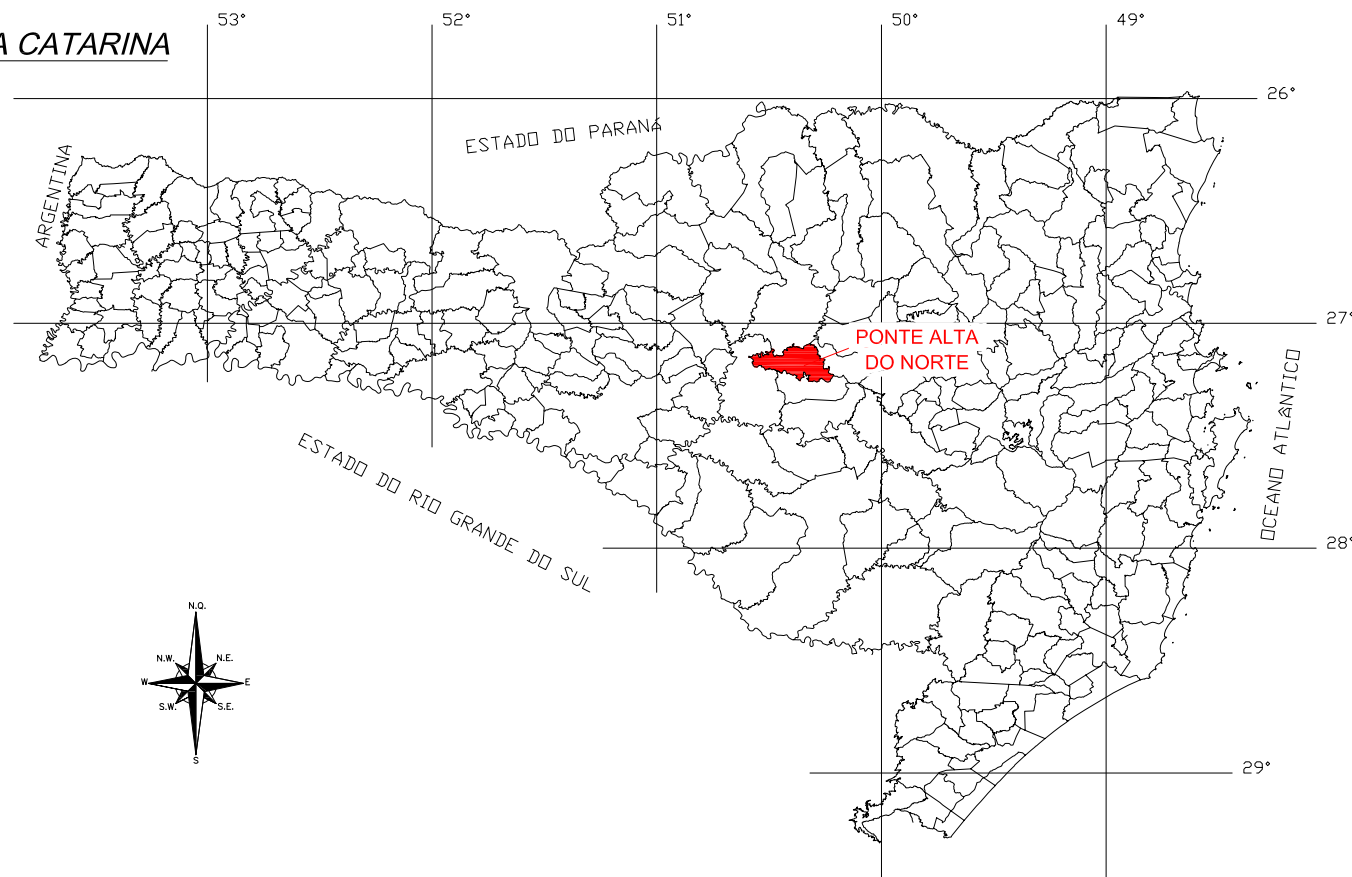 53°
52°
51°
50°
49°
A CATARINA
26°
ESTADO DO PARANÁ
ARGENTINA
27°
PONTE ALTA
DO NORTE
OCEANO ATLÂNTICO
ESTADO DO RIO GRANDE DO SUL
28°
N.Q.
N.W.
N.E.
W
E
S.W.
S.E.
S
29°